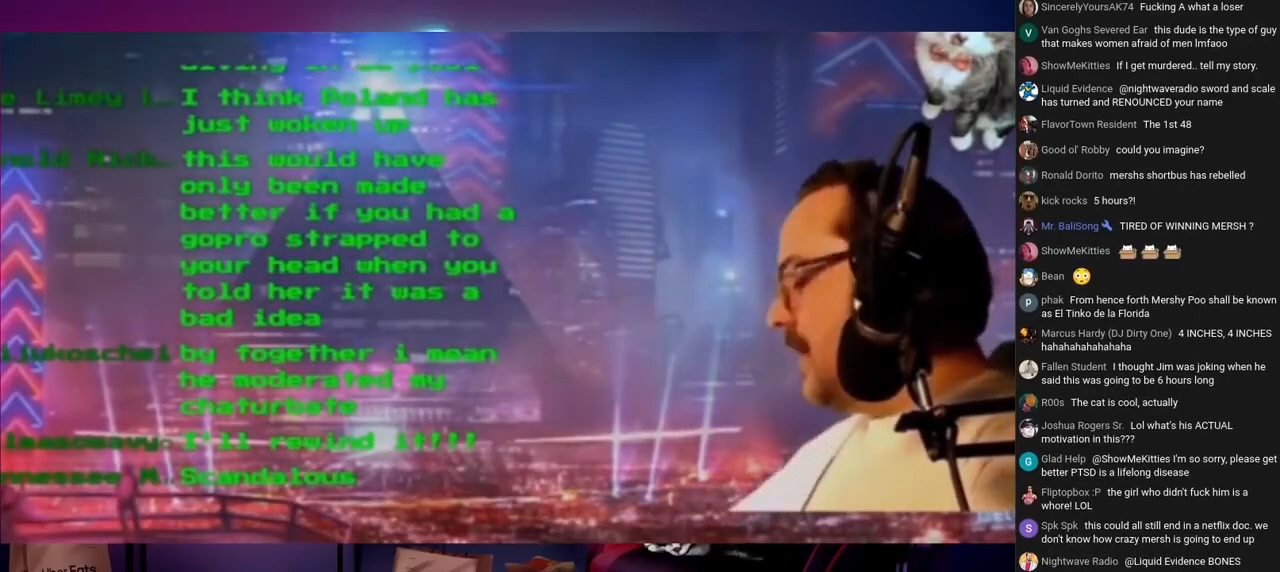 I think Poland has
just woken up
this would have
only been made
better if you had a
gopro strapped to
your head when you
told her it was a
bad idea
by together i mean
he moderated my
chaturbate
I'll rewind it!!!
Scandalous
Uber Eats
SincerelyYoursAK74 Fucking A what a loser
Van Goghs Severed Ear this dude is the type of guy
that makes women afraid of men lmfaoo
ShowMeKitties If I get murdered.. tell my story.
Liquid Evidence @nightwaveradio sword and scale
has turned and RENOUNCED your name
FlavorTown Resident The 1st 48
Good ol' Robby could you imagine?
Ronald Dorito mershs shortbus has rebelled
kick rocks 5 hours?!
Mr. BaliSong TIRED OF WINNING MERSH ?
ShowMeKitties
Bean
phak From hence forth Mershy Poo shall be known
as El Tinko de la Florida
Marcus Hardy (DJ Dirty One) 4 INCHES, 4 INCHES
hahahahahahaha
Fallen Student I thought Jim was joking when he
said this was going to be 6 hours long
R00s The cat is cool, actually
Joshua Rogers Sr. Lol what's his ACTUAL
motivation in this???
Glad Help @ShowMeKitties I'm so sorry, please get
better PTSD is a lifelong disease
Fliptopbox :P the girl who didn't fuck him is a
whore! LOL
Spk Spk this could all still end in a netflix doc. we
don't know how crazy mersh is going to end up
Nightwave Radio @Liquid Evidence BONES